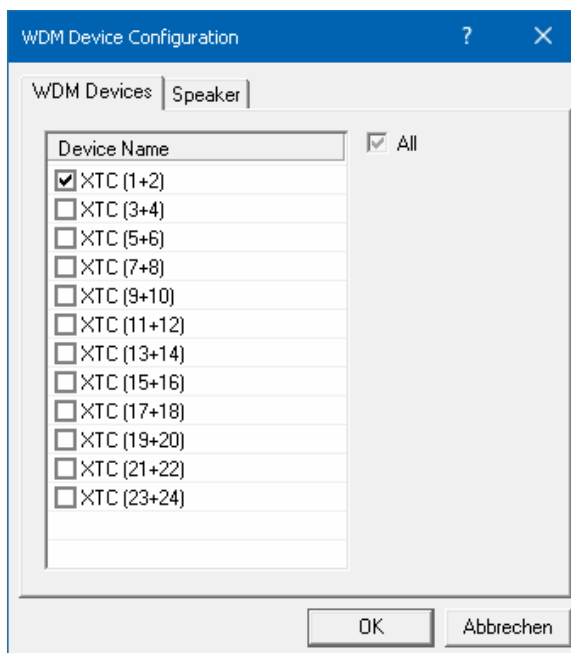 WDM Device Configuration ?
WDM Devices Speaker
Device Name
All
XTC (1+2)
XTC (3+4)
XTC (5+6)
XTC (7+8)
XTC (9+10)
XTC (11+12)
XTC (13+14)
XTC (15+16)
XTC (17+18)
XTC (19+20)
XTC (21+22)
XTC (23+24)
OK Abbrechen